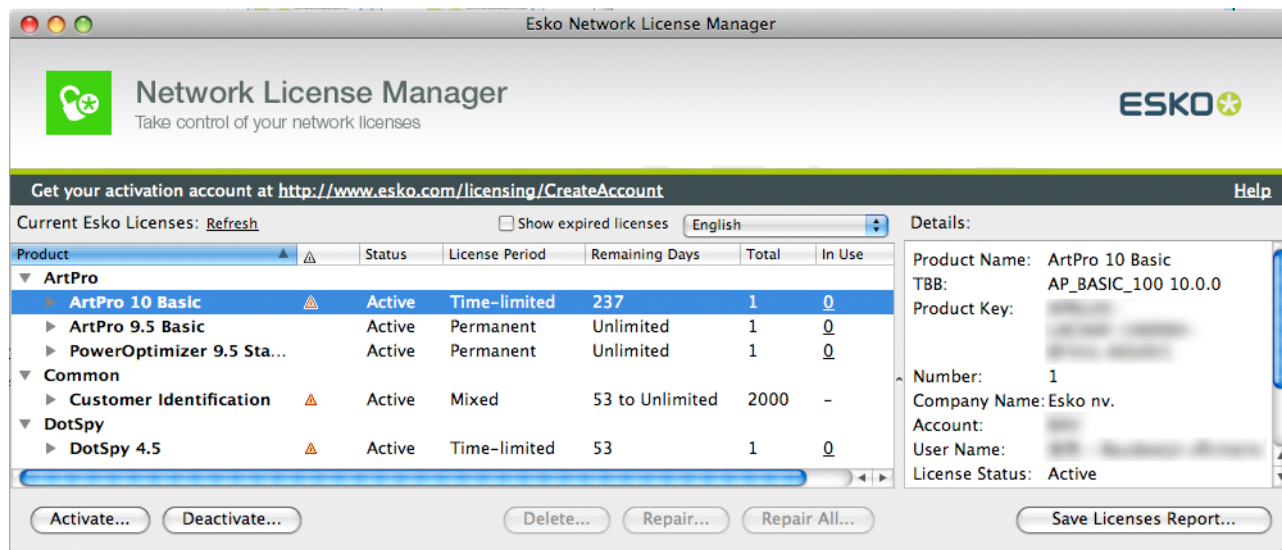 Esko Network License Manager
Network License Manager
Take control of your network licenses
ESKO
Get your activation account at http://www.esko.com/licensing/CreateAccount Help
Current Esko Licenses: Refresh Show expired licenses English Details:
Product Status License Period Remaining Days Total In Use
ArtPro
ArtPro 10 Basic Active Time-limited 237 1 0
ArtPro 9.5 Basic Active Permanent Unlimited 1 0
PowerOptimizer 9.5 Sta... Active Permanent Unlimited 1 0
Common
Customer Identification Active Mixed 53 to Unlimited 2000 -
DotSpy
DotSpy 4.5 Active Time-limited 53 1 0
Product Name: ArtPro 10 Basic
TBB: AP_BASIC_100 10.0.0
Product Key:
Number: 1
Company Name: Esko nv.
Account:
User Name:
License Status: Active
Activate... Deactivate... Delete... Repair... Repair All... Save Licenses Report...